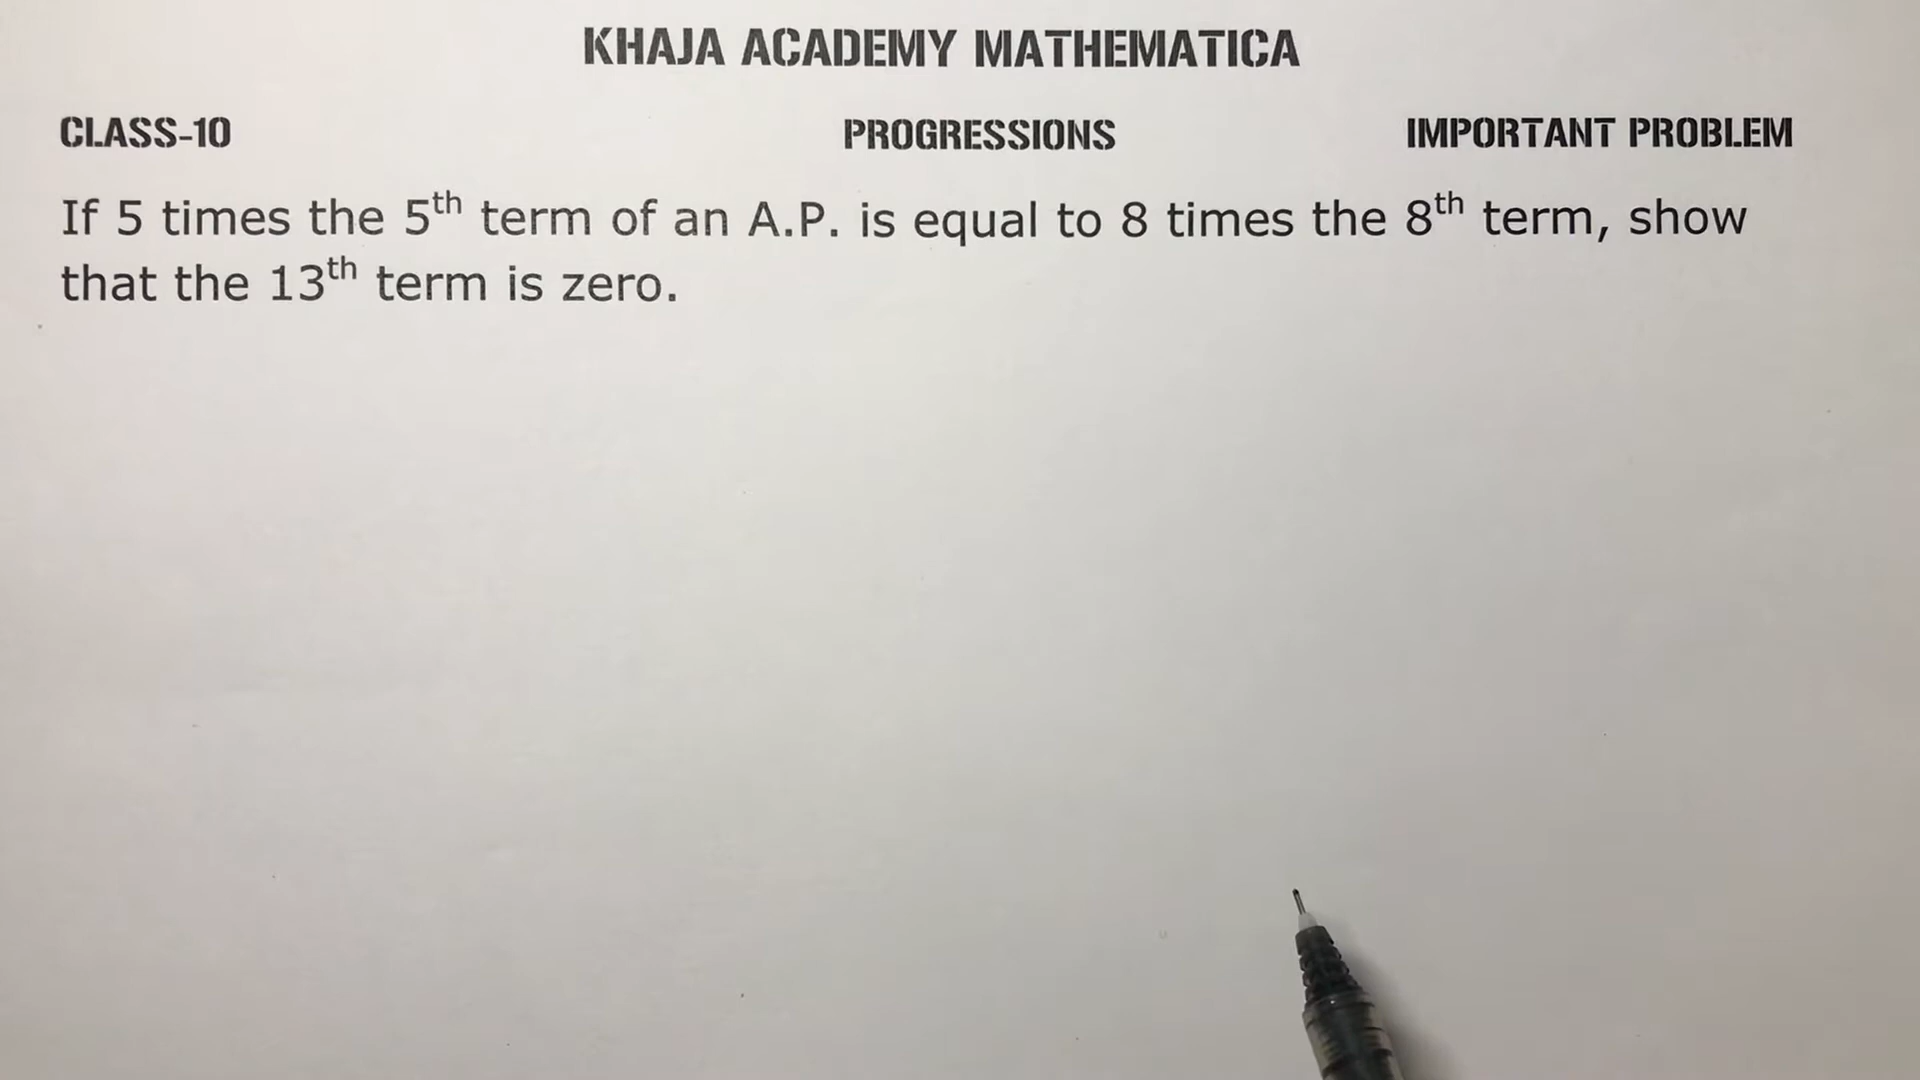 KHAJA ACADEMY MATHEMATICA
CLASS-10 PROGRESSIONS IMPORTANT PROBLEM
If 5 times the 5th term of an A.P. is equal to 8 times the 8th term, show
that the 13th term is zero.